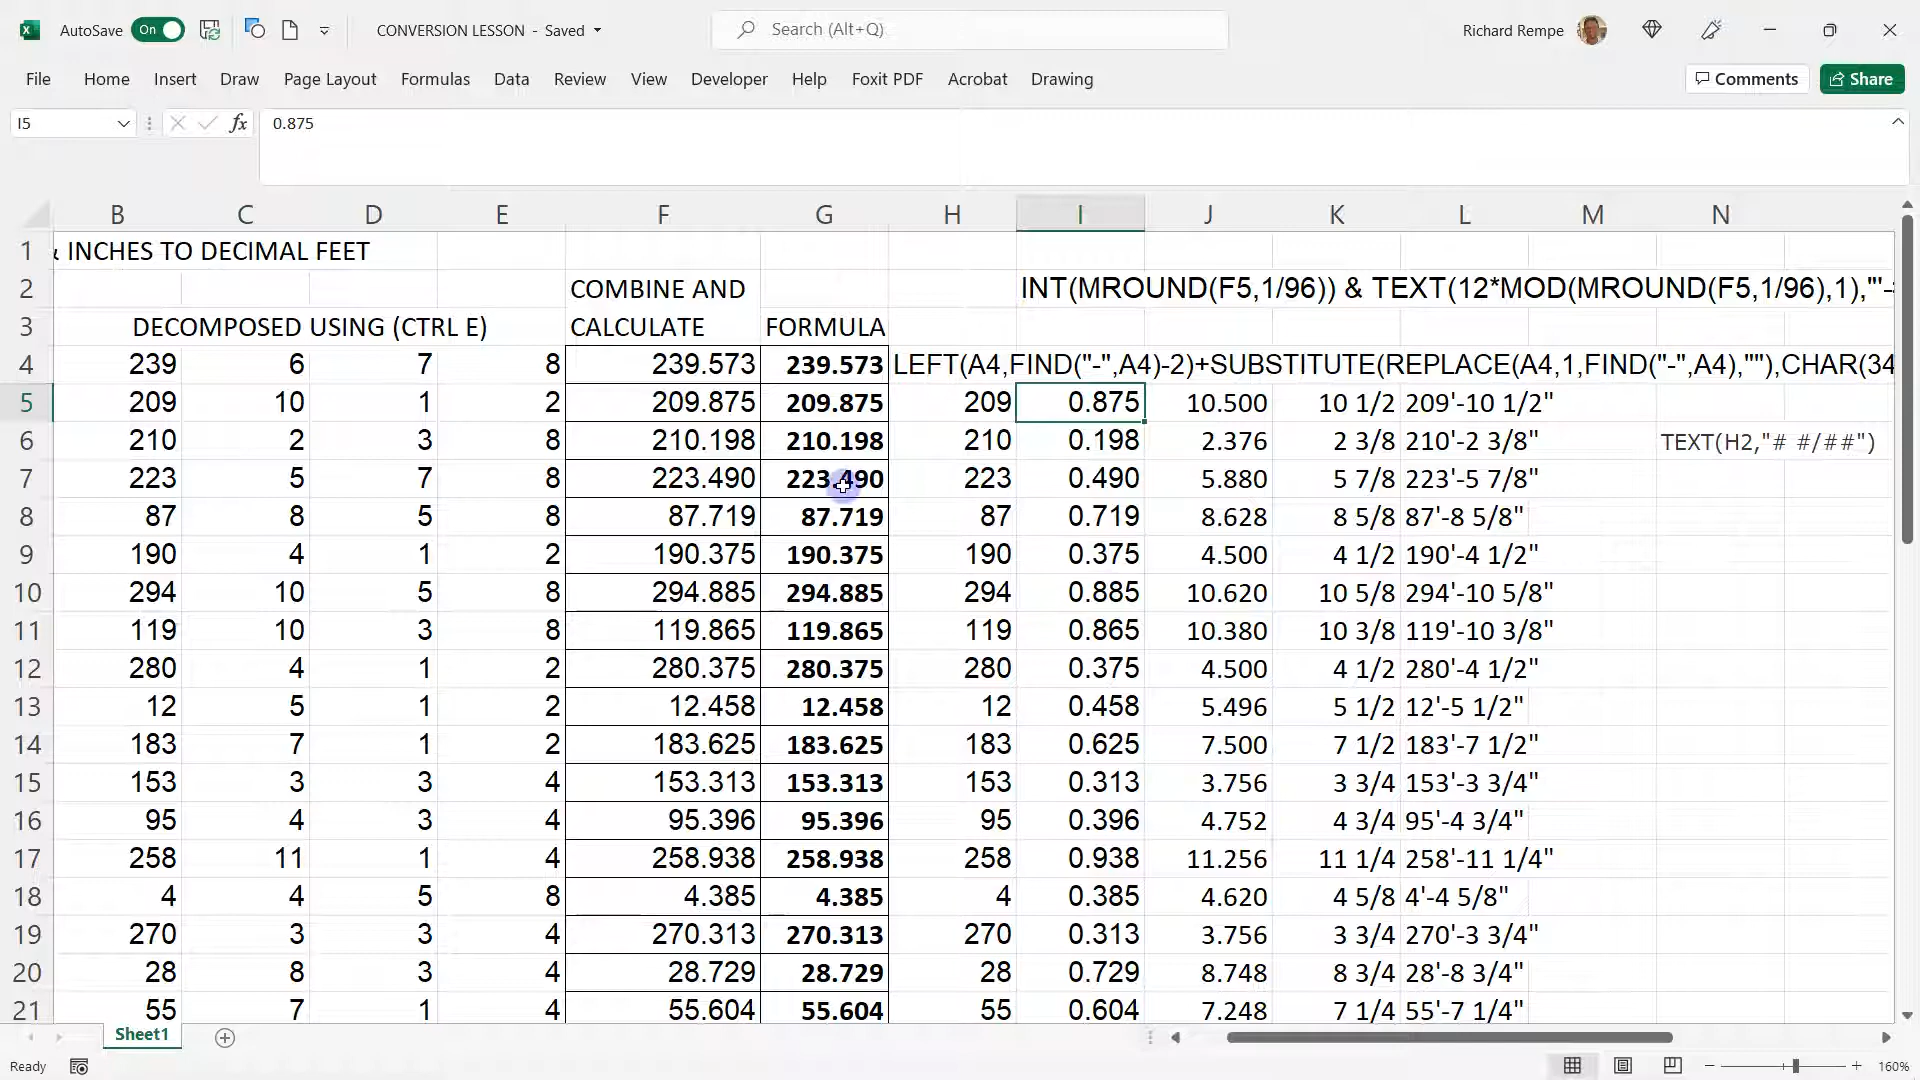 AutoSave On CONVERSION LESSON - Saved Search (Alt+Q) Richard Rempe
File Home Insert Draw Page Layout Formulas Data Review View Developer Help Foxit PDF Acrobat Drawing Comments Share
I5 fx 0.875
B C D E F G H I J K L M N
1 & INCHES TO DECIMAL FEET
2 COMBINE AND INT(MROUND(F5,1/96)) & TEXT(12*MOD(MROUND(F5,1/96),1),"'-
3 DECOMPOSED USING (CTRL E) CALCULATE FORMULA
4 239 6 7 8 239.573 239.573 LEFT(A4,FIND("-",A4)-2)+SUBSTITUTE(REPLACE(A4,1,FIND("-",A4),""),CHAR(34
5 209 10 1 2 209.875 209.875 209 0.875 10.500 10 1/2 209'-10 1/2"
6 210 2 3 8 210.198 210.198 210 0.198 2.376 2 3/8 210'-2 3/8" TEXT(H2,"# #/##")
7 223 5 7 8 223.490 223.490 223 0.490 5.880 5 7/8 223'-5 7/8"
8 87 8 5 8 87.719 87.719 87 0.719 8.628 8 5/8 87'-8 5/8"
9 190 4 1 2 190.375 190.375 190 0.375 4.500 4 1/2 190'-4 1/2"
10 294 10 5 8 294.885 294.885 294 0.885 10.620 10 5/8 294'-10 5/8"
11 119 10 3 8 119.865 119.865 119 0.865 10.380 10 3/8 119'-10 3/8"
12 280 4 1 2 280.375 280.375 280 0.375 4.500 4 1/2 280'-4 1/2"
13 12 5 1 2 12.458 12.458 12 0.458 5.496 5 1/2 12'-5 1/2"
14 183 7 1 2 183.625 183.625 183 0.625 7.500 7 1/2 183'-7 1/2"
15 153 3 3 4 153.313 153.313 153 0.313 3.756 3 3/4 153'-3 3/4"
16 95 4 3 4 95.396 95.396 95 0.396 4.752 4 3/4 95'-4 3/4"
17 258 11 1 4 258.938 258.938 258 0.938 11.256 11 1/4 258'-11 1/4"
18 4 4 5 8 4.385 4.385 4 0.385 4.620 4 5/8 4'-4 5/8"
19 270 3 3 4 270.313 270.313 270 0.313 3.756 3 3/4 270'-3 3/4"
20 28 8 3 4 28.729 28.729 28 0.729 8.748 8 3/4 28'-8 3/4"
21 55 7 1 4 55.604 55.604 55 0.604 7.248 7 1/4 55'-7 1/4"
Sheet1
Ready 160%